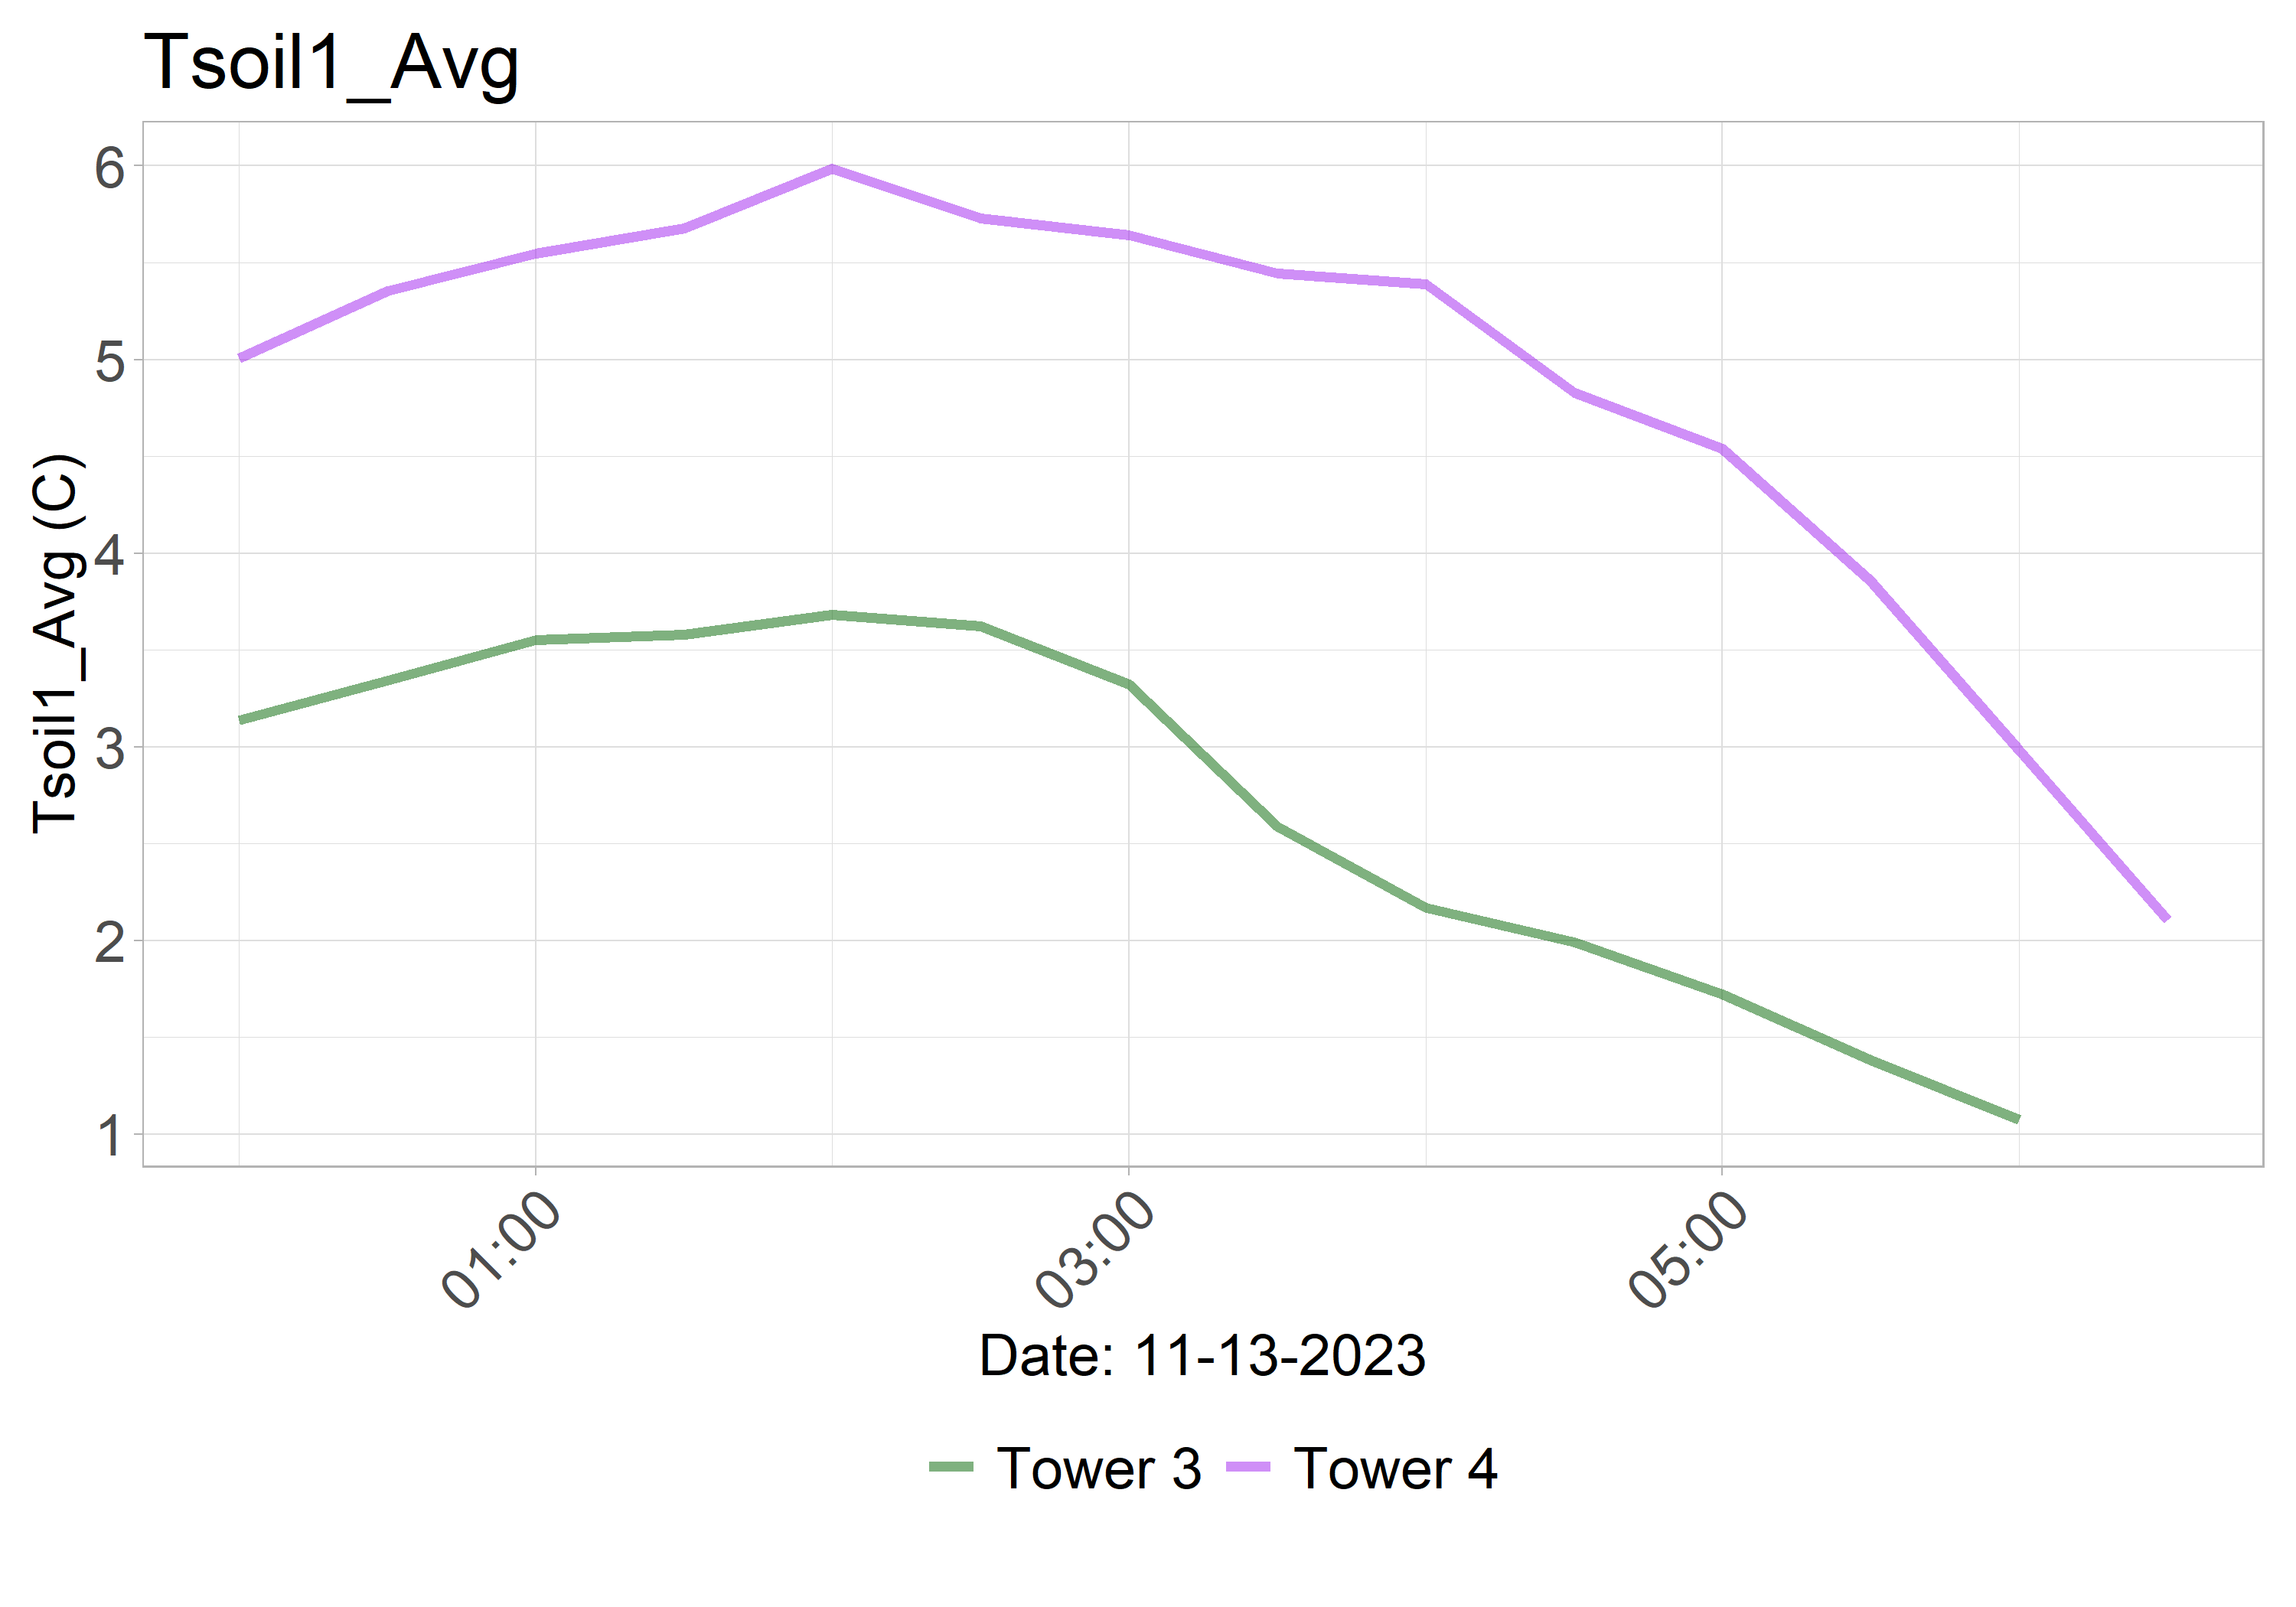 Tsoil1_Avg
Tsoil1_Avg (C)
6
5
4
3
2
1
01:00
03:00
05:00
Date: 11-13-2023
Tower 3
Tower 4